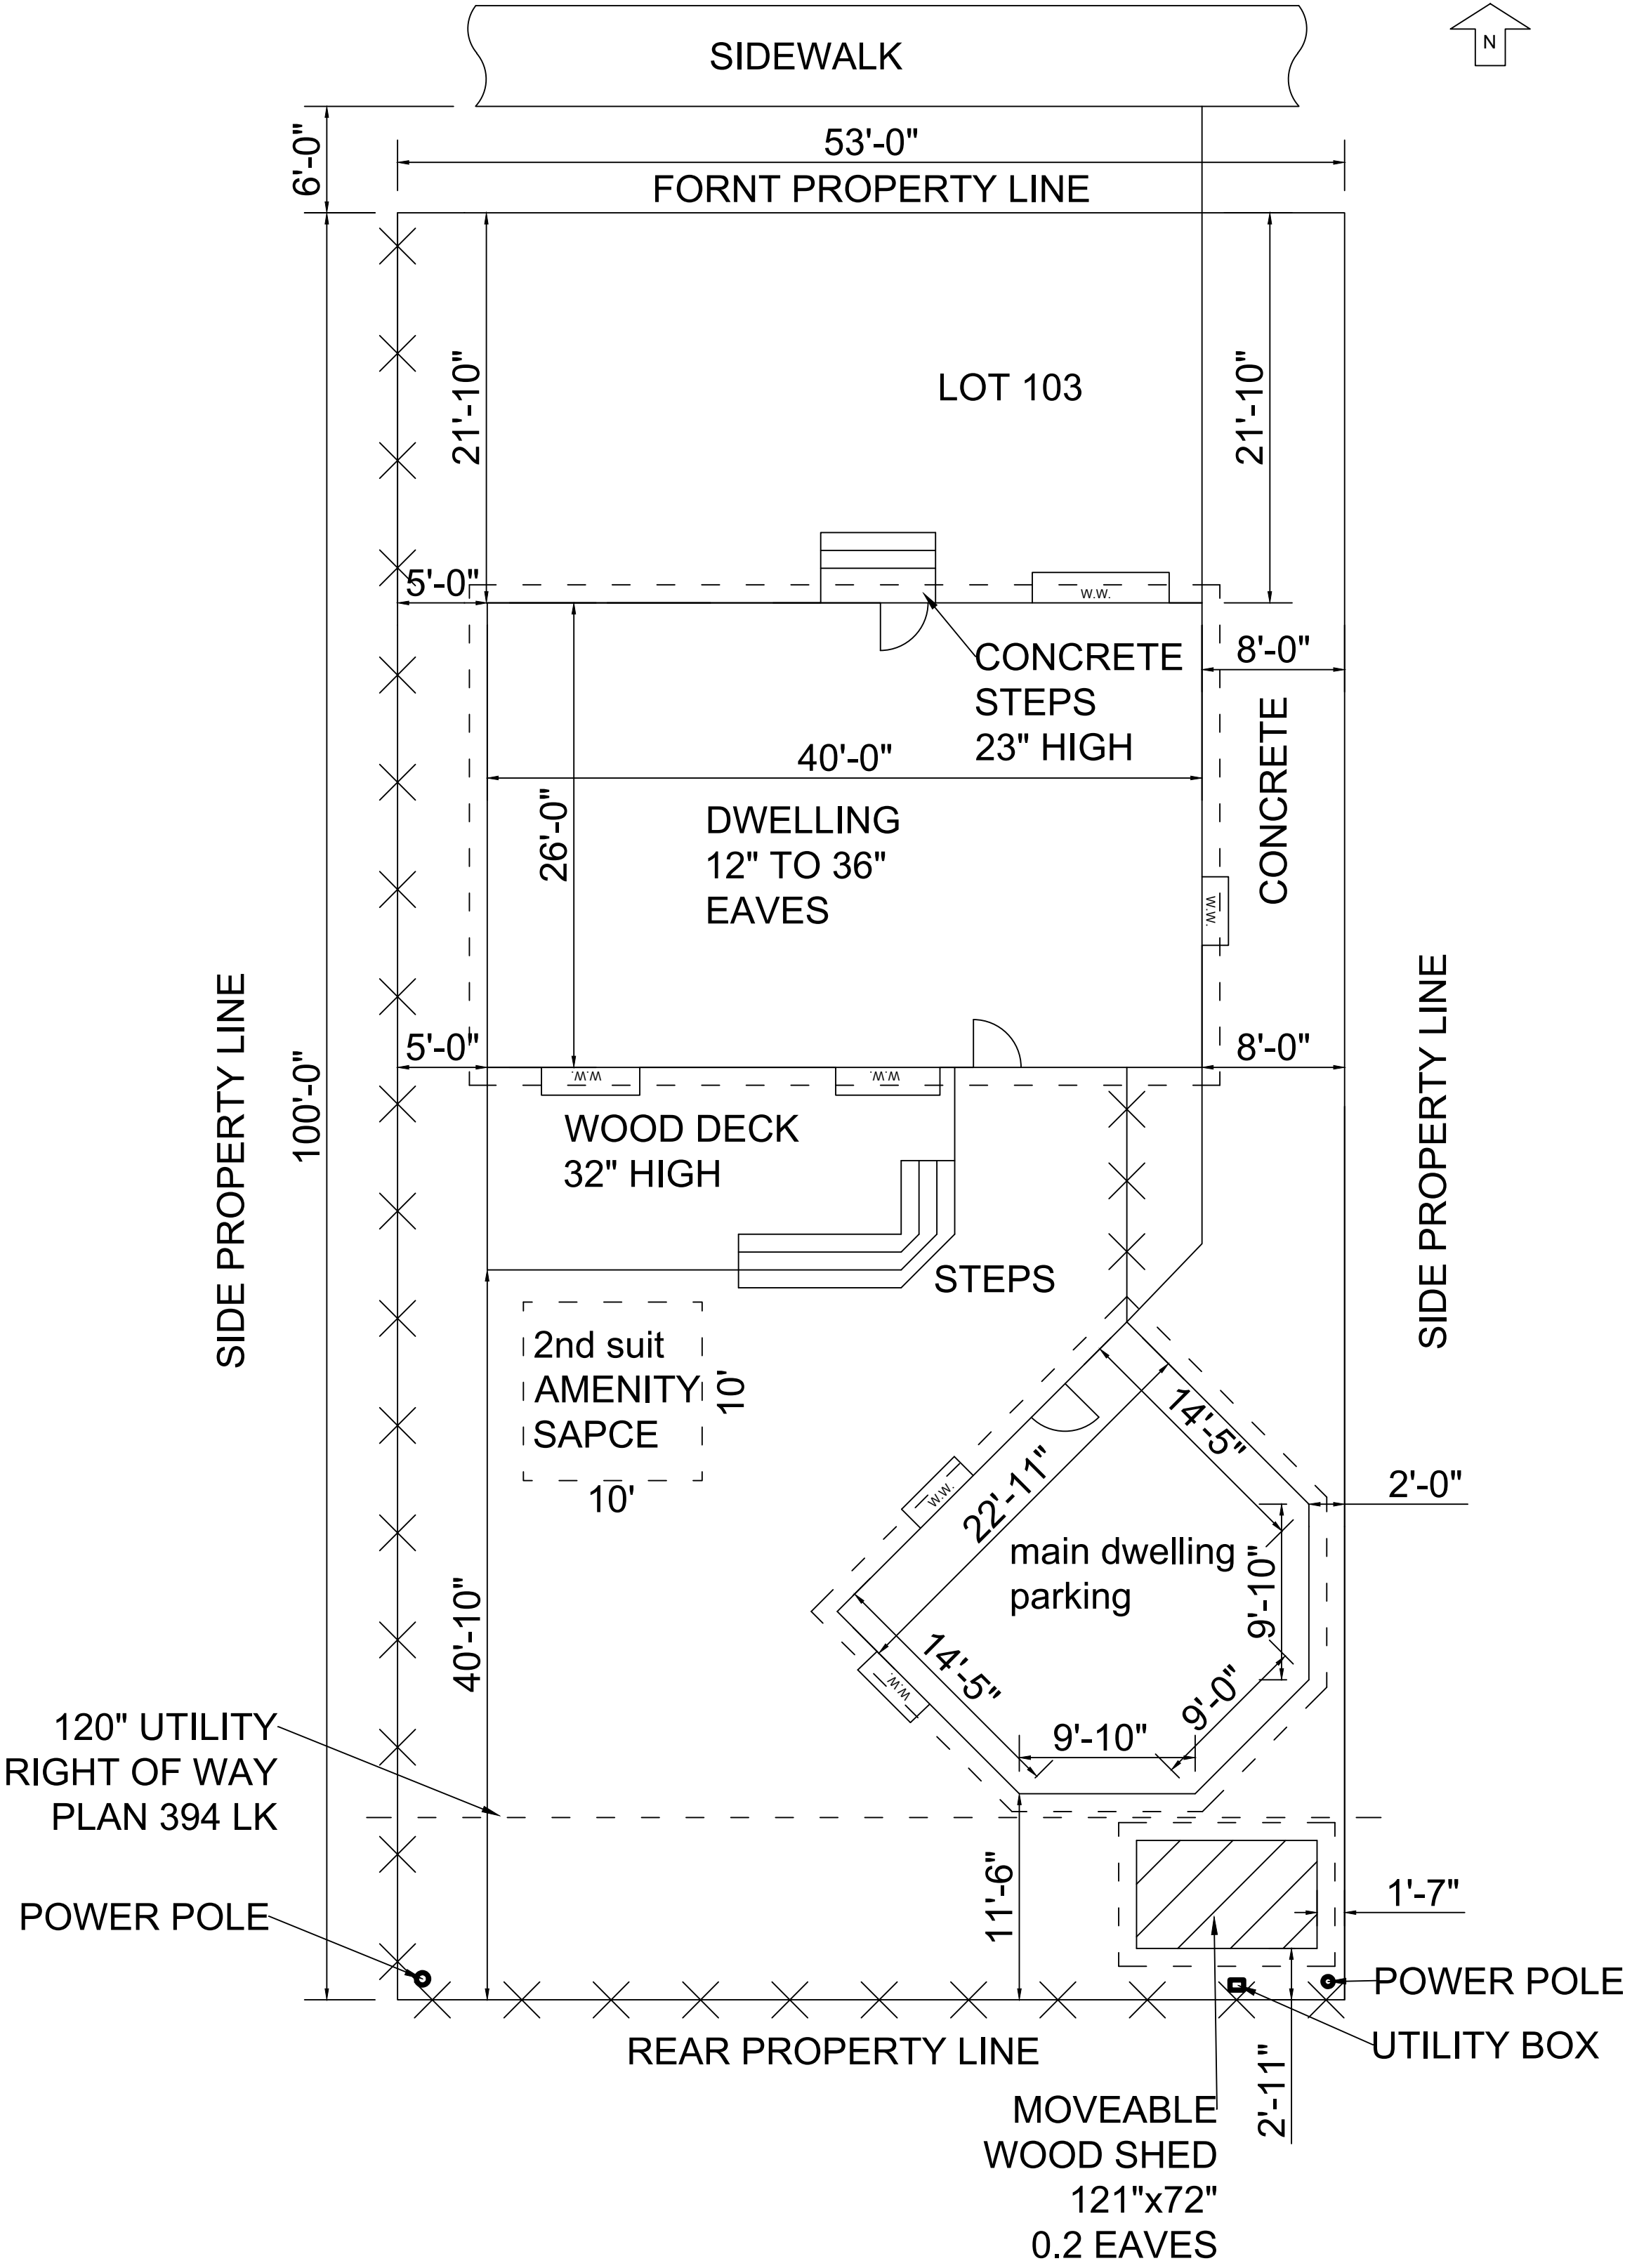 SIDEWALK
N
6'-0"
53'-0"
FORNT PROPERTY LINE
21'-10"
LOT 103
21'-10"
5'-0"
W.W.
CONCRETE
STEPS
23" HIGH
8'-0"
40'-0"
26'-0"
DWELLING
12" TO 36"
EAVES
CONCRETE
W.W.
SIDE PROPERTY LINE
100'-0"
SIDE PROPERTY LINE
5'-0"
8'-0"
W.W.
W.W.
WOOD DECK
32" HIGH
STEPS
2nd suit
AMENITY
SAPCE
10'
10'
14'-5"
22'-11"
W.W.
2'-0"
main dwelling
parking
9'-10"
40'-10"
14'-5"
W.W.
9'-0"
9'-10"
120" UTILITY
RIGHT OF WAY
PLAN 394 LK
11'-6"
1'-7"
POWER POLE
POWER POLE
UTILITY BOX
REAR PROPERTY LINE
2'-11"
MOVEABLE
WOOD SHED
121"x72"
0.2 EAVES